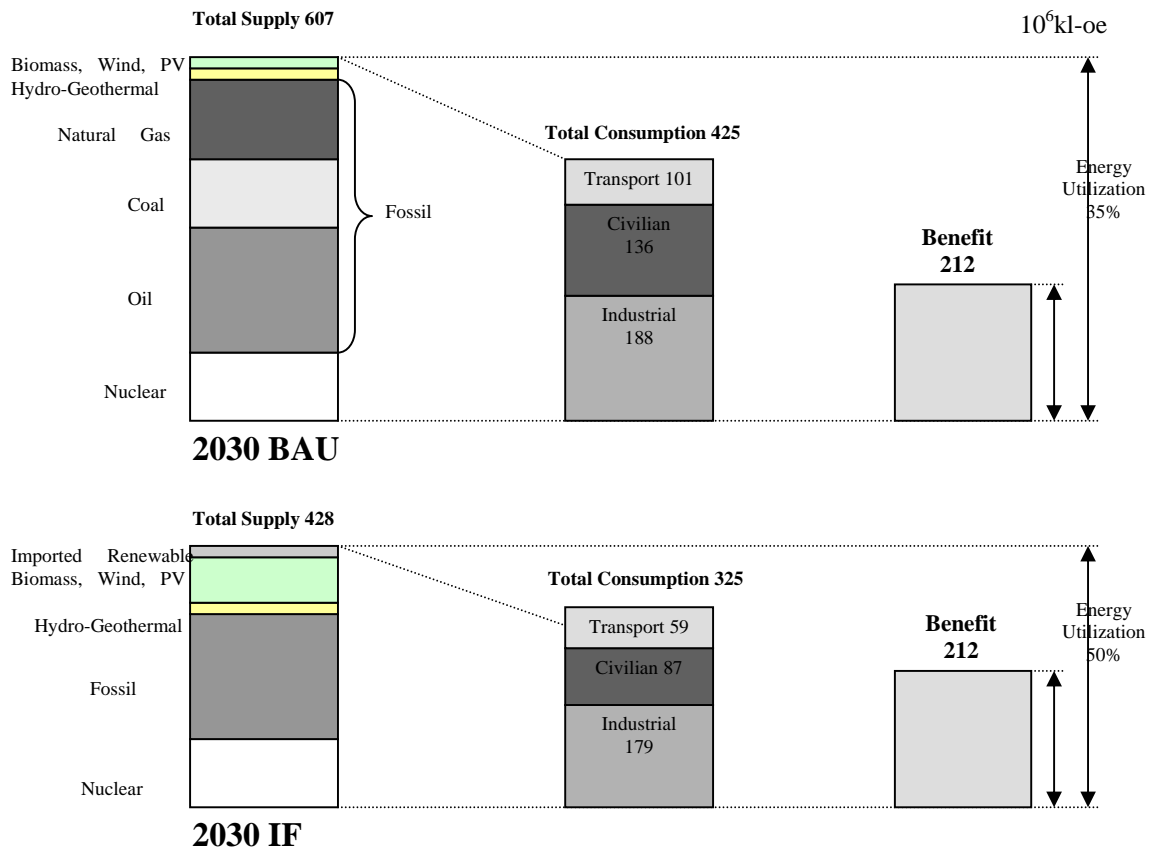 Total Supply 607
10⁶kl-oe
Biomass, Wind, PV
Hydro-Geothermal
Natural Gas
Coal
Oil
Nuclear
Fossil
Total Consumption 425
Transport 101
Civilian
136
Industrial
188
Benefit
212
Energy
Utilization
35%
2030 BAU
Total Supply 428
Imported Renewable
Biomass, Wind, PV
Hydro-Geothermal
Fossil
Nuclear
Total Consumption 325
Transport 59
Civilian 87
Industrial
179
Benefit
212
Energy
Utilization
50%
2030 IF